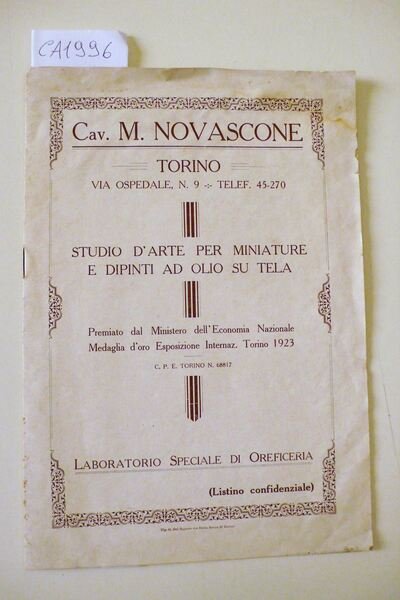 CA1996
Cav. M. NOVASCONE
TORINO
VIA OSPEDALE, N. 9 -:- TELEF. 45-270
STUDIO D'ARTE PER MINIATURE
E DIPINTI AD OLIO SU TELA
Premiato dal Ministero dell'Economia Nazionale
Medaglia d'oro Esposizione Internaz. Torino 1923
C. P. E. TORINO N. 68817
LABORATORIO SPECIALE DI OREFICERIA
(Listino confidenziale)